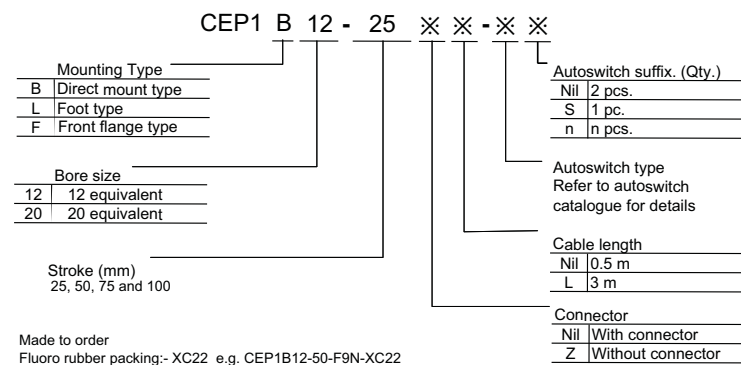 CEP1 B 12 - 25 ※ ※ - ※ ※
Mounting Type
B Direct mount type
L Foot type
F Front flange type
Bore size
12 12 equivalent
20 20 equivalent
Stroke (mm)
25, 50, 75 and 100
Autoswitch suffix. (Qty.)
Nil 2 pcs.
S 1 pc.
n n pcs.
Autoswitch type
Refer to autoswitch
catalogue for details
Cable length
Nil 0.5 m
L 3 m
Connector
Nil With connector
Z Without connector
Made to order
Fluoro rubber packing:- XC22 e.g. CEP1B12-50-F9N-XC22